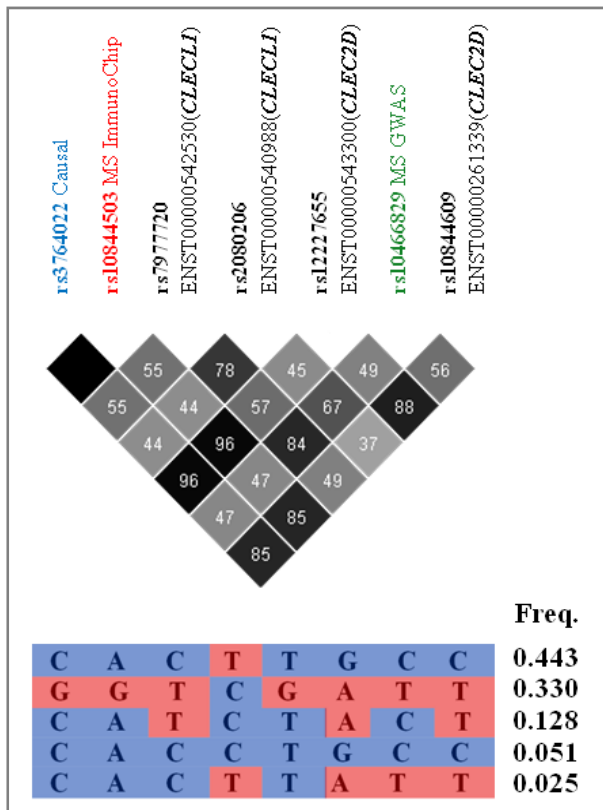 rs3764022 Causal
rs10844503 MS ImmunoChip
rs7977720
ENST00000542530(CLECL1)
rs2080206
ENST00000540988(CLECL1)
rs12227655
ENST00000543300(CLEC2D)
rs10466829 MS GWAS
rs10844609
ENST00000261339(CLEC2D)
55 78 45 49 56
55 44 57 67 88
44 96 84 37
96 47 49
47 85
85
Freq.
C A C T T G C C 0.443
G G T C G A T T 0.330
C A T C T A C T 0.128
C A C C T G C C 0.051
C A C T T A T T 0.025